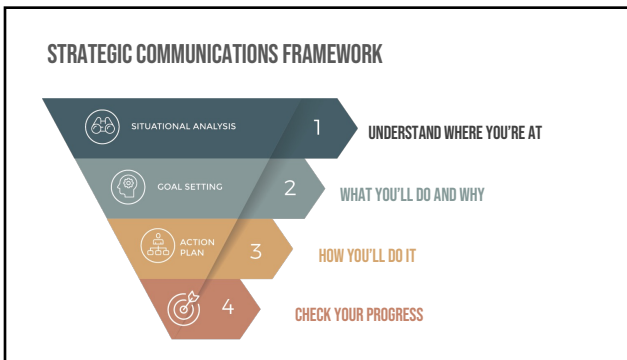 STRATEGIC COMMUNICATIONS FRAMEWORK
SITUATIONAL ANALYSIS 1 UNDERSTAND WHERE YOU'RE AT
GOAL SETTING 2 WHAT YOU'LL DO AND WHY
ACTION
PLAN 3 HOW YOU'LL DO IT
4 CHECK YOUR PROGRESS